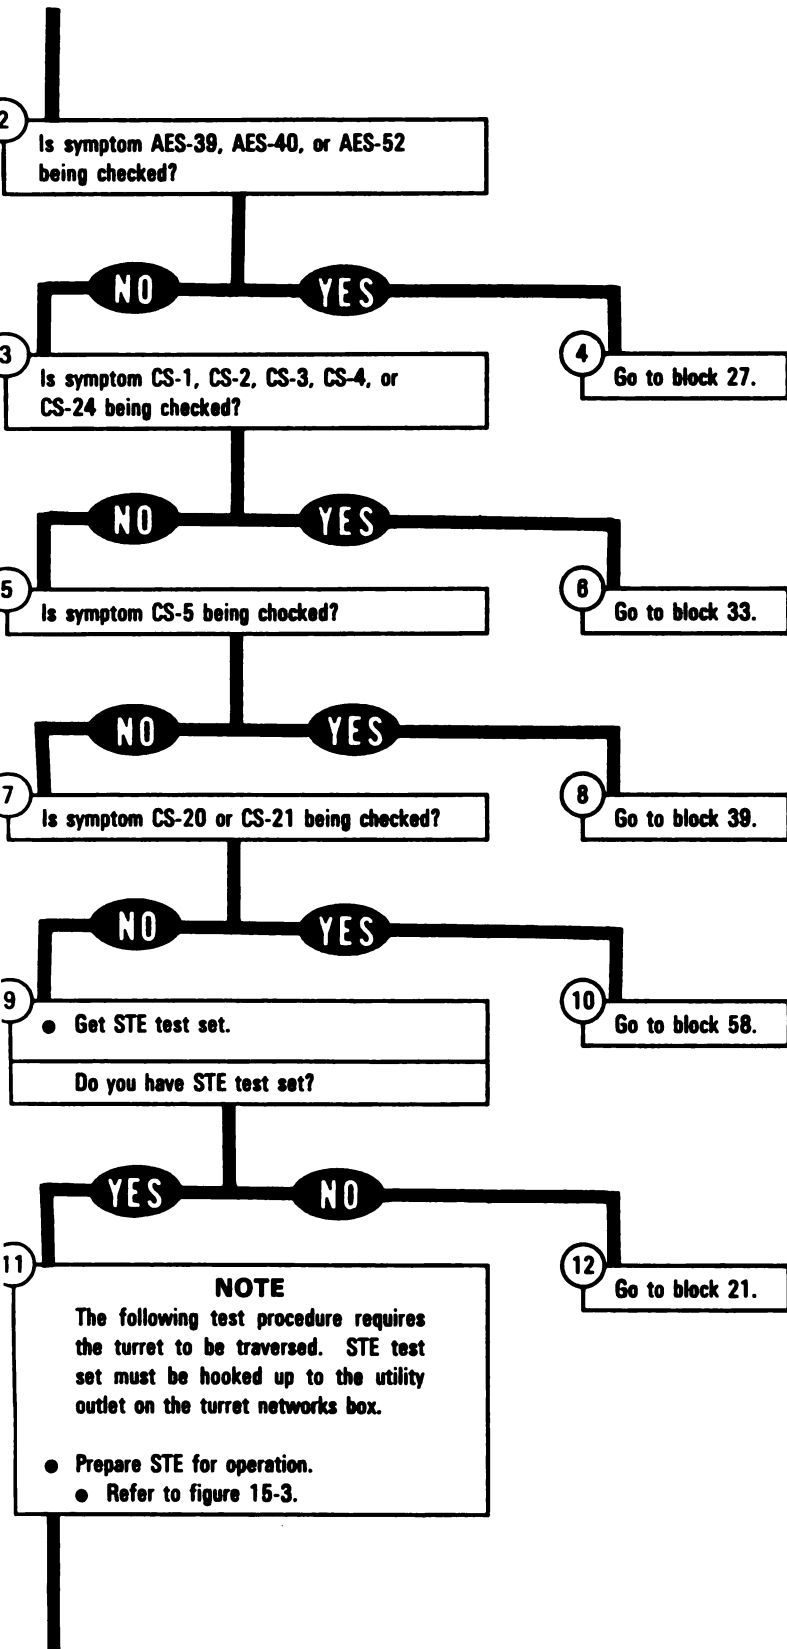 2
Is symptom AES-39, AES-40, or AES-52
being checked?
NO
YES
3
Is symptom CS-1, CS-2, CS-3, CS-4, or
CS-24 being checked?
4
Go to block 27.
NO
YES
5
Is symptom CS-5 being chocked?
6
Go to block 33.
NO
YES
7
Is symptom CS-20 or CS-21 being checked?
8
Go to block 39.
NO
YES
9
● Get STE test set.
Do you have STE test set?
10
Go to block 58.
YES
NO
11
NOTE
The following test procedure requires
the turret to be traversed. STE test
set must be hooked up to the utility
outlet on the turret networks box.
● Prepare STE for operation.
● Refer to figure 15-3.
12
Go to block 21.